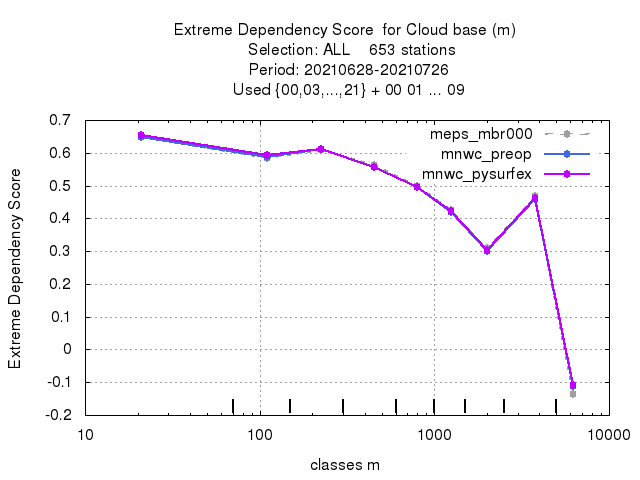 Extreme Dependency Score  for Cloud base (m)
Selection: ALL    653 stations
Period: 20210628-20210726
Used {00,03,...,21} + 00 01 ... 09
meps_mbr000
mnwc_preop
mnwc_pysurfex
Extreme Dependency Score
0.7
0.6
0.5
0.4
0.3
0.2
0.1
0
-0.1
-0.2
10 100 1000 10000
classes m